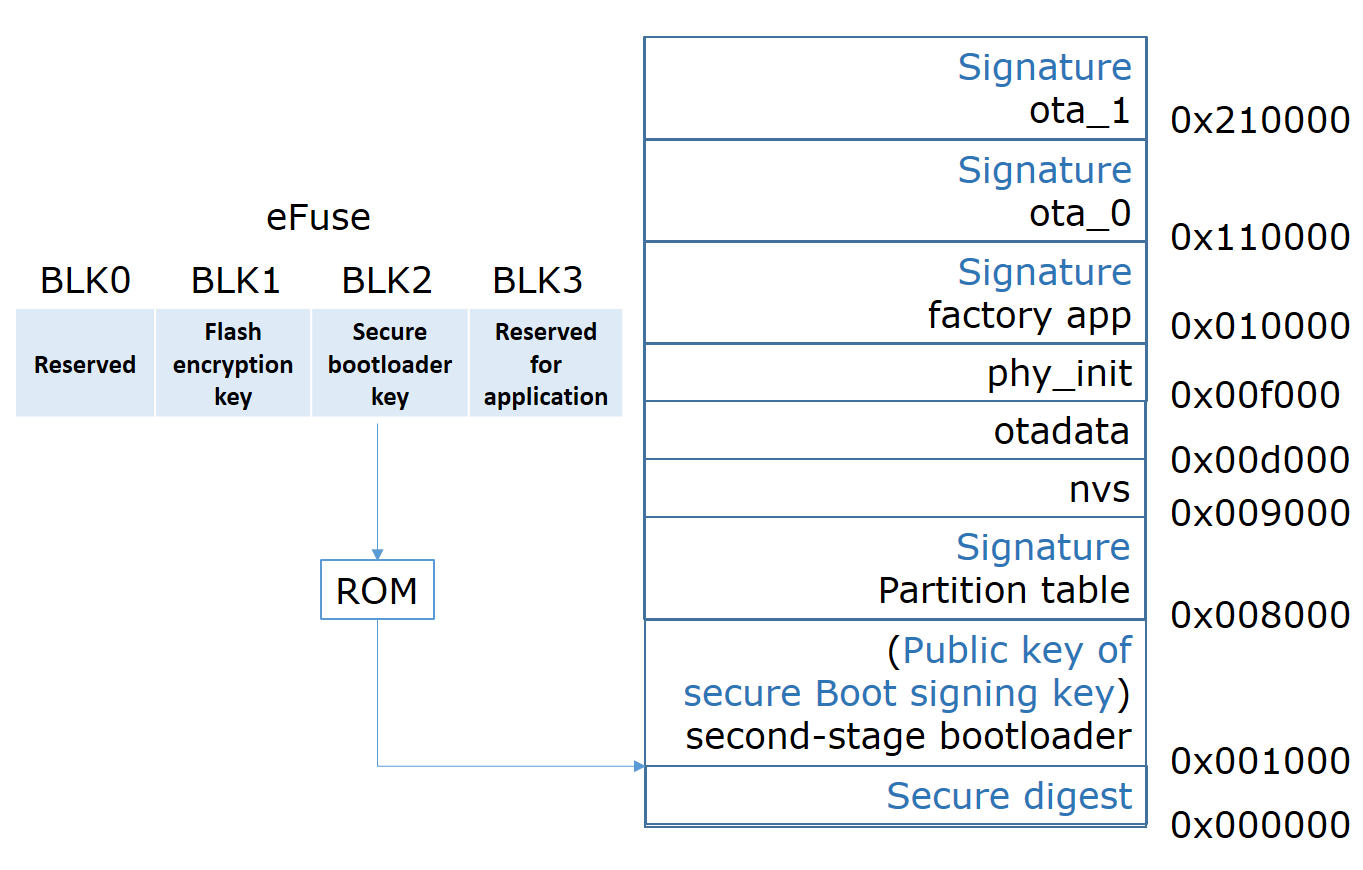 eFuse
BLK0 BLK1 BLK2 BLK3
Reserved
Flash
encryption
key
Secure
bootloader
key
Reserved
for
application
ROM
Signature
ota_1
0x210000
Signature
ota_0
0x110000
Signature
factory app
0x010000
phy_init
0x00f000
otadata
0x00d000
nvs
0x009000
Signature
Partition table
0x008000
(Public key of
secure Boot signing key)
second-stage bootloader
0x001000
Secure digest
0x000000